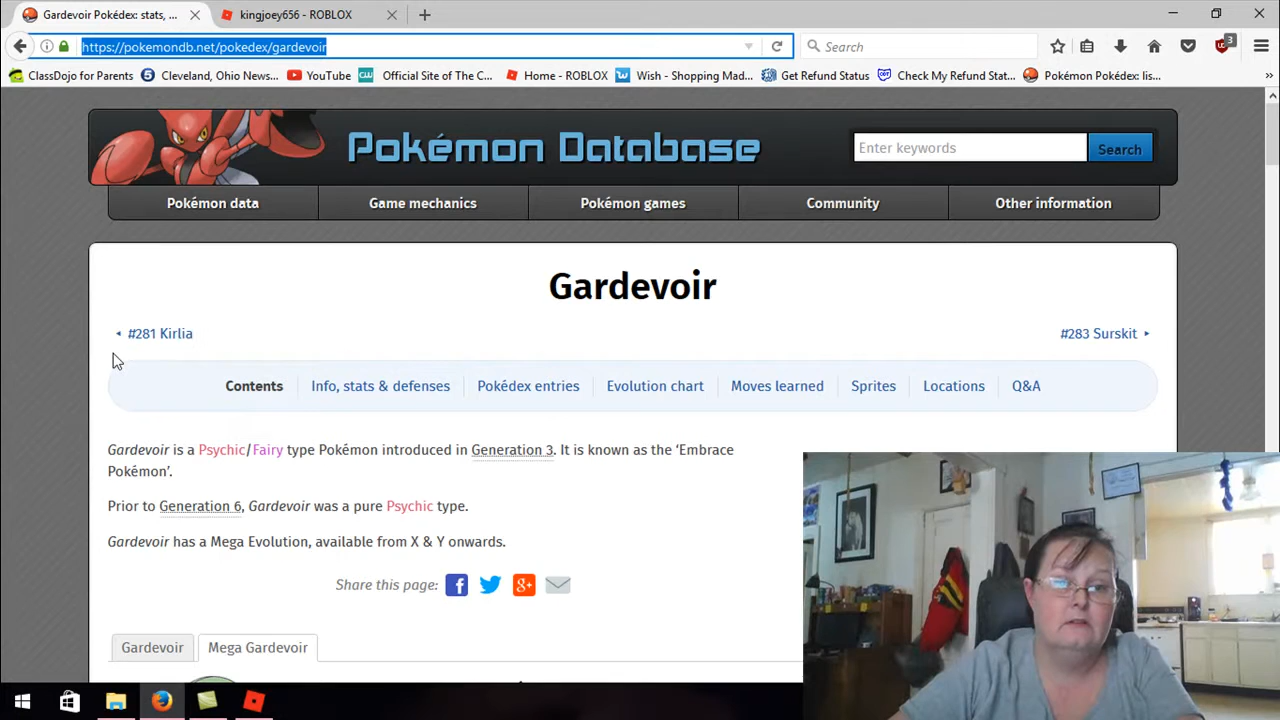 Gardevoir Pokédex: stats, ...
kingjoey656 - ROBLOX
https://pokemondb.net/pokedex/gardevoir
Search
3
ClassDojo for Parents
Cleveland, Ohio News...
YouTube
CW Official Site of The C...
Home - ROBLOX
Wish - Shopping Mad...
Get Refund Status
Check My Refund Stat...
Pokémon Pokédex: lis...
Pokémon Database
Enter keywords
Search
Pokémon data
Game mechanics
Pokémon games
Community
Other information
Gardevoir
#281 Kirlia
#283 Surskit
Contents
Info, stats & defenses
Pokédex entries
Evolution chart
Moves learned
Sprites
Locations
Q&A
Gardevoir is a Psychic/Fairy type Pokémon introduced in Generation 3. It is known as the ‘Embrace
Pokémon’.
Prior to Generation 6, Gardevoir was a pure Psychic type.
Gardevoir has a Mega Evolution, available from X & Y onwards.
Share this page:
Gardevoir
Mega Gardevoir